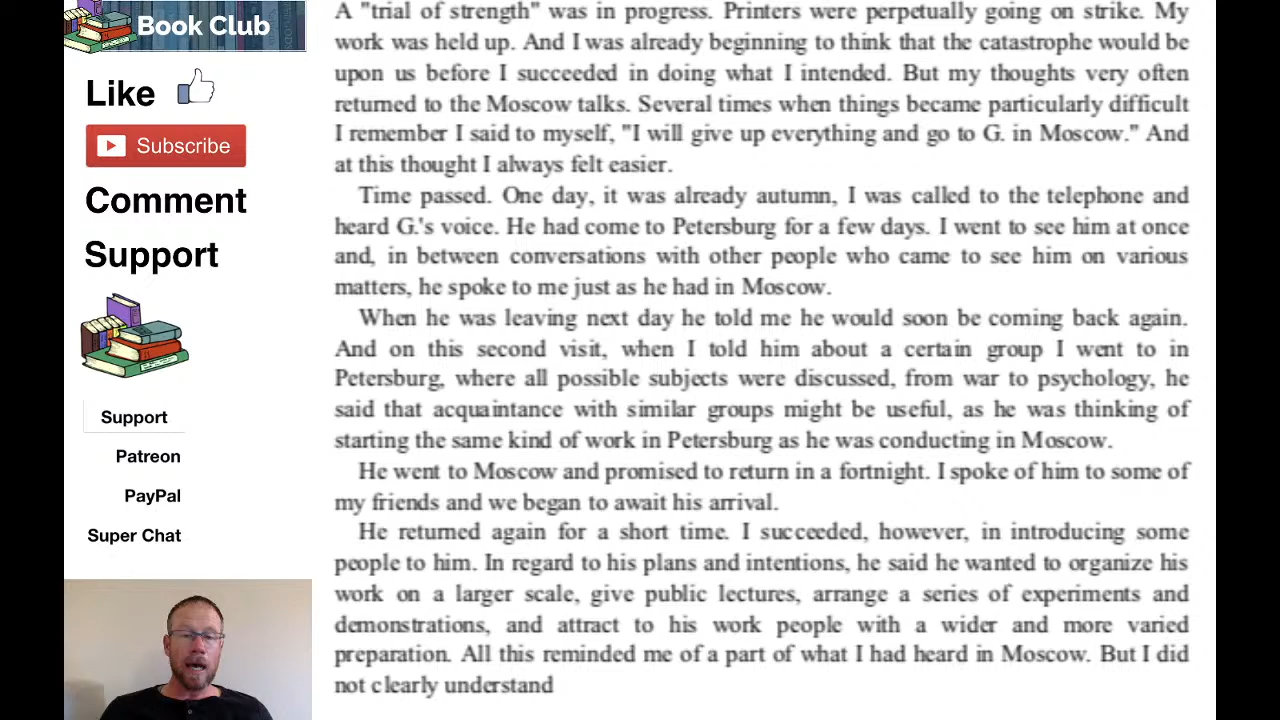 Book Club
Like
Subscribe
Comment
Support
Support
Patreon
PayPal
Super Chat
A "trial of strength" was in progress. Printers were perpetually going on strike. My
work was held up. And I was already beginning to think that the catastrophe would be
upon us before I succeeded in doing what I intended. But my thoughts very often
returned to the Moscow talks. Several times when things became particularly difficult
I remember I said to myself, "I will give up everything and go to G. in Moscow." And
at this thought I always felt easier.
Time passed. One day, it was already autumn, I was called to the telephone and
heard G.'s voice. He had come to Petersburg for a few days. I went to see him at once
and, in between conversations with other people who came to see him on various
matters, he spoke to me just as he had in Moscow.
When he was leaving next day he told me he would soon be coming back again.
And on this second visit, when I told him about a certain group I went to in
Petersburg, where all possible subjects were discussed, from war to psychology, he
said that acquaintance with similar groups might be useful, as he was thinking of
starting the same kind of work in Petersburg as he was conducting in Moscow.
He went to Moscow and promised to return in a fortnight. I spoke of him to some of
my friends and we began to await his arrival.
He returned again for a short time. I succeeded, however, in introducing some
people to him. In regard to his plans and intentions, he said he wanted to organize his
work on a larger scale, give public lectures, arrange a series of experiments and
demonstrations, and attract to his work people with a wider and more varied
preparation. All this reminded me of a part of what I had heard in Moscow. But I did
not clearly understand